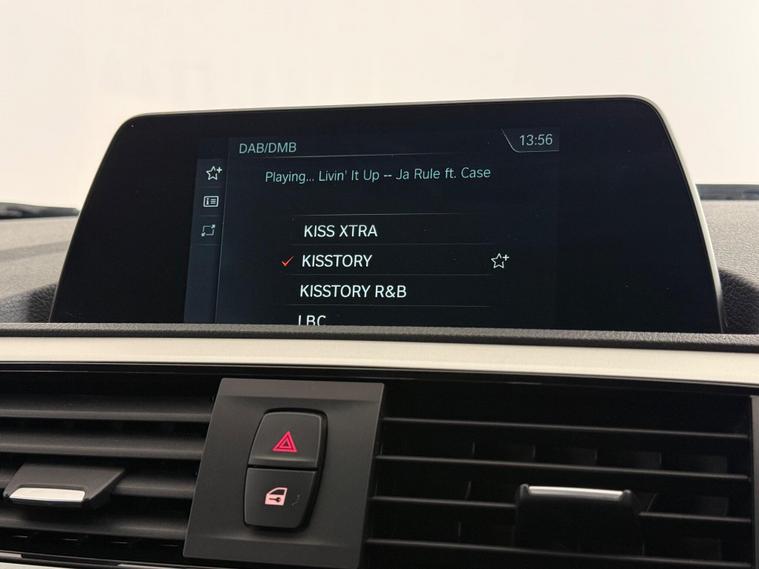 DAB/DMB
13:56
Playing... Livin' It Up -- Ja Rule ft. Case
KISS XTRA
KISSTORY
KISSTORY R&B
LBC